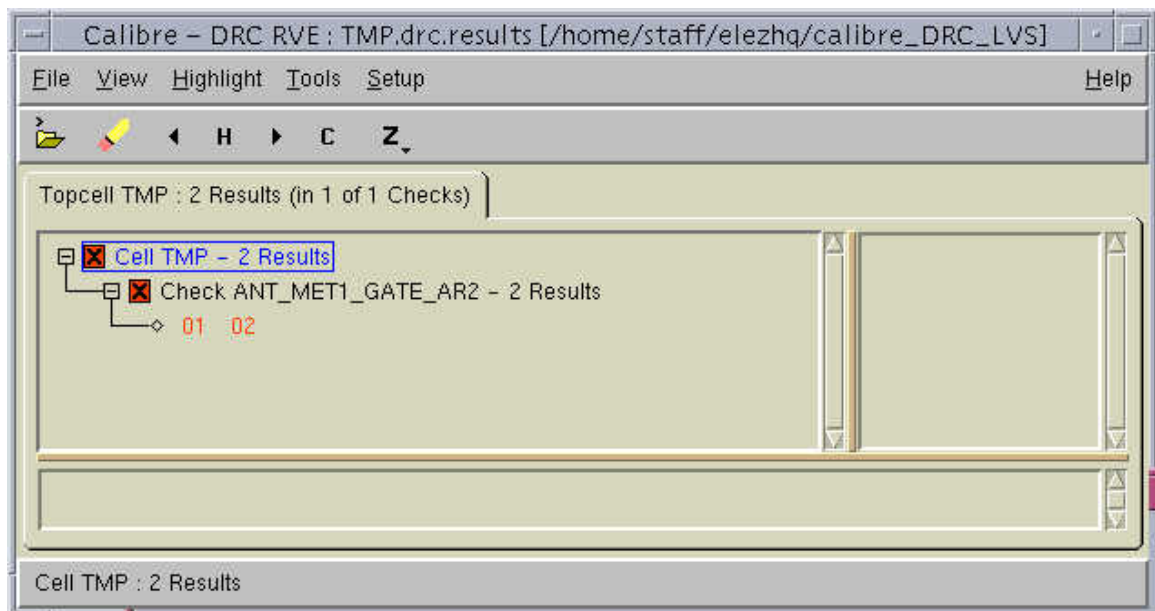 Calibre – DRC RVE : TMP.drc.results [/home/staff/elezhq/calibre_DRC_LVS]
File View Highlight Tools Setup Help
H C Z
Topcell TMP : 2 Results (in 1 of 1 Checks)
Cell TMP – 2 Results
Check ANT_MET1_GATE_AR2 – 2 Results
01 02
Cell TMP : 2 Results